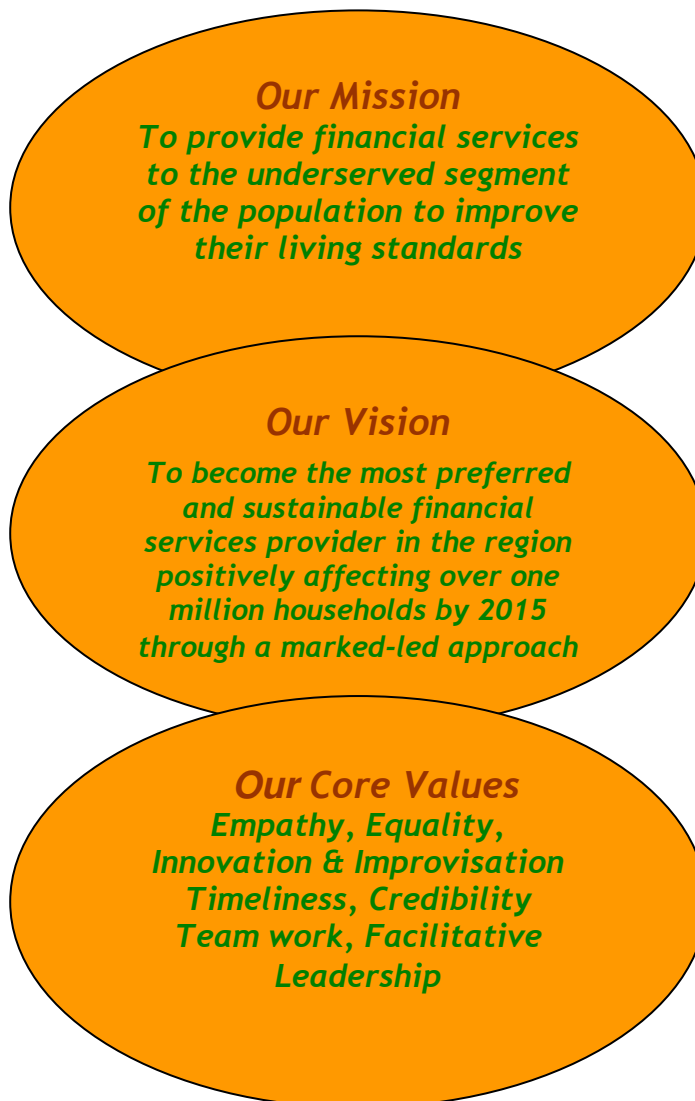 Our Mission
To provide financial services
to the underserved segment
of the population to improve
their living standards
Our Vision
To become the most preferred
and sustainable financial
services provider in the region
positively affecting over one
million households by 2015
through a marked-led approach
Our Core Values
Empathy, Equality,
Innovation & Improvisation
Timeliness, Credibility
Team work, Facilitative
Leadership